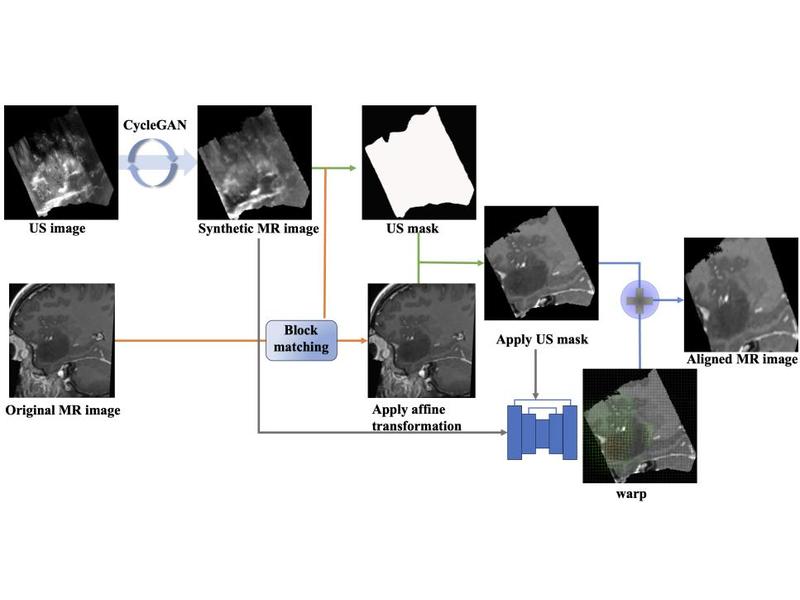 CycleGAN
US image
Synthetic MR image
US mask
Block
matching
Apply US mask
Aligned MR image
Original MR image
Apply affine
transformation
warp